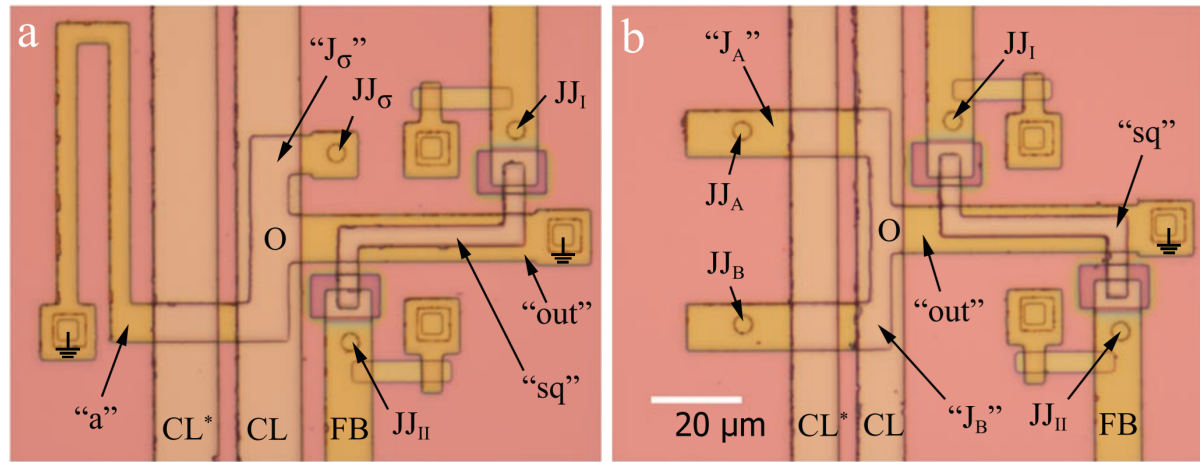 a
“Jσ”
JJσ
JJI
O
“out”
“sq”
“a”
CL*
CL
FB
JJII
b
“JA”
JJI
“sq”
JJA
O
JJB
“out”
20 µm
CL*
CL
“JB”
JJII
FB